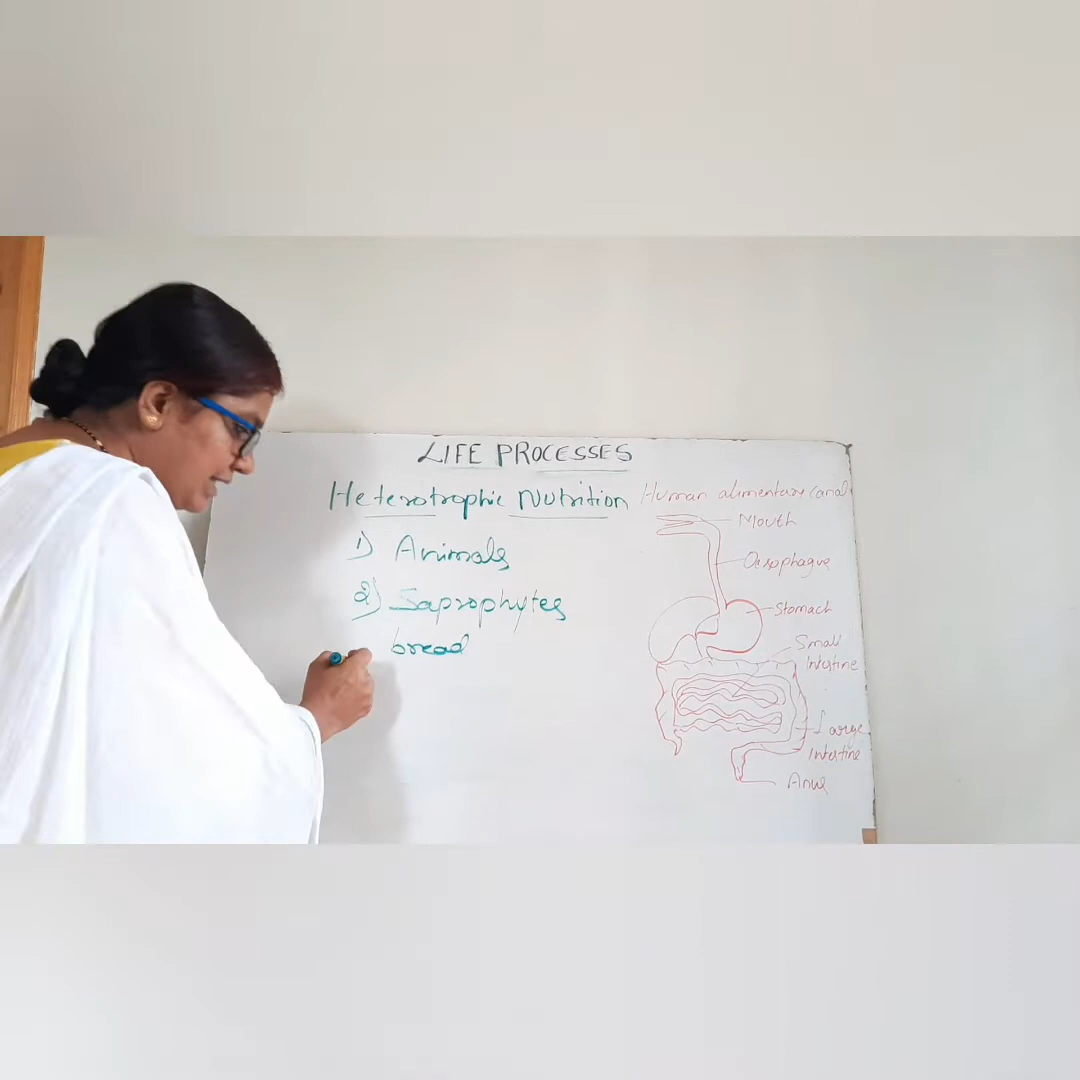 LIFE PROCESSES
Heterotrophic Nutrition
1) Animals
2) Saprophytes
bread
Human alimentary Canal
Mouth
Oesophague
Stomach
Small
Intestine
Large
Intestine
Anus